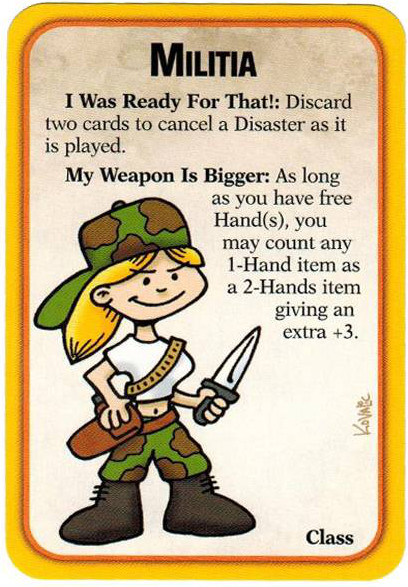 MILITIA
I Was Ready For That!: Discard
two cards to cancel a Disaster as it
is played.
My Weapon Is Bigger: As long
as you have free
Hand(s), you
may count any
1-Hand item as
a 2-Hands item
giving an
extra +3.
KOVALIC
Class